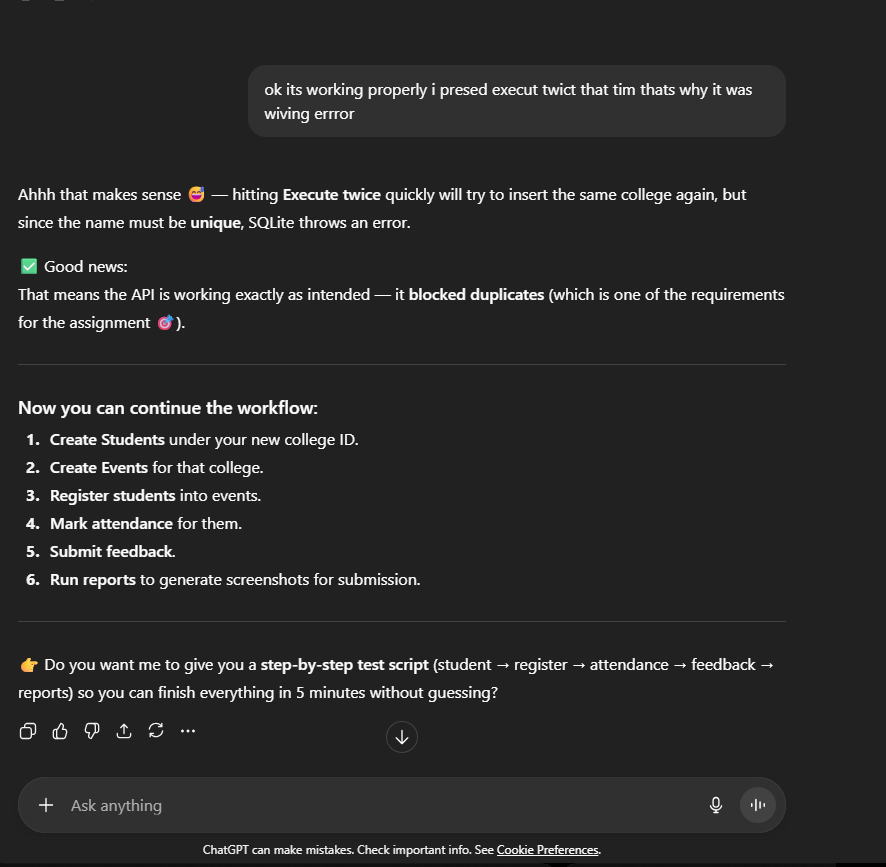 ok its working properly i presed execut twict that tim thats why it was
wiving errror
Ahhh that makes sense 😅 — hitting Execute twice quickly will try to insert the same college again, but
since the name must be unique, SQLite throws an error.
✅ Good news:
That means the API is working exactly as intended — it blocked duplicates (which is one of the requirements
for the assignment 🎯).
Now you can continue the workflow:
1. Create Students under your new college ID.
2. Create Events for that college.
3. Register students into events.
4. Mark attendance for them.
5. Submit feedback.
6. Run reports to generate screenshots for submission.
👉 Do you want me to give you a step-by-step test script (student → register → attendance → feedback →
reports) so you can finish everything in 5 minutes without guessing?
Ask anything
ChatGPT can make mistakes. Check important info. See Cookie Preferences.